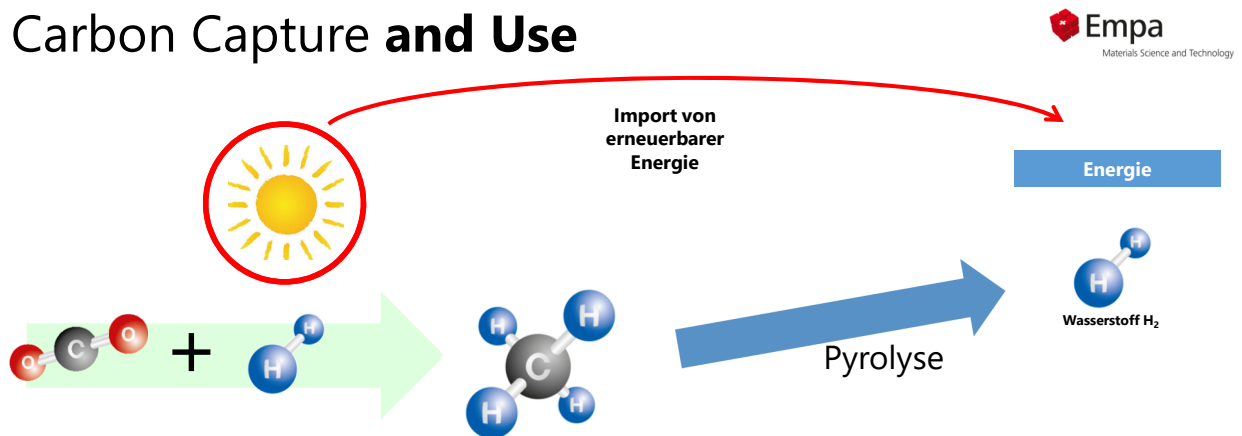 Carbon Capture and Use
Empa
Materials Science and Technology
Import von
erneuerbarer
Energie
Energie
H
H
Wasserstoff H₂
O
C
O
+
H
H
H
H
C
H
H
Pyrolyse